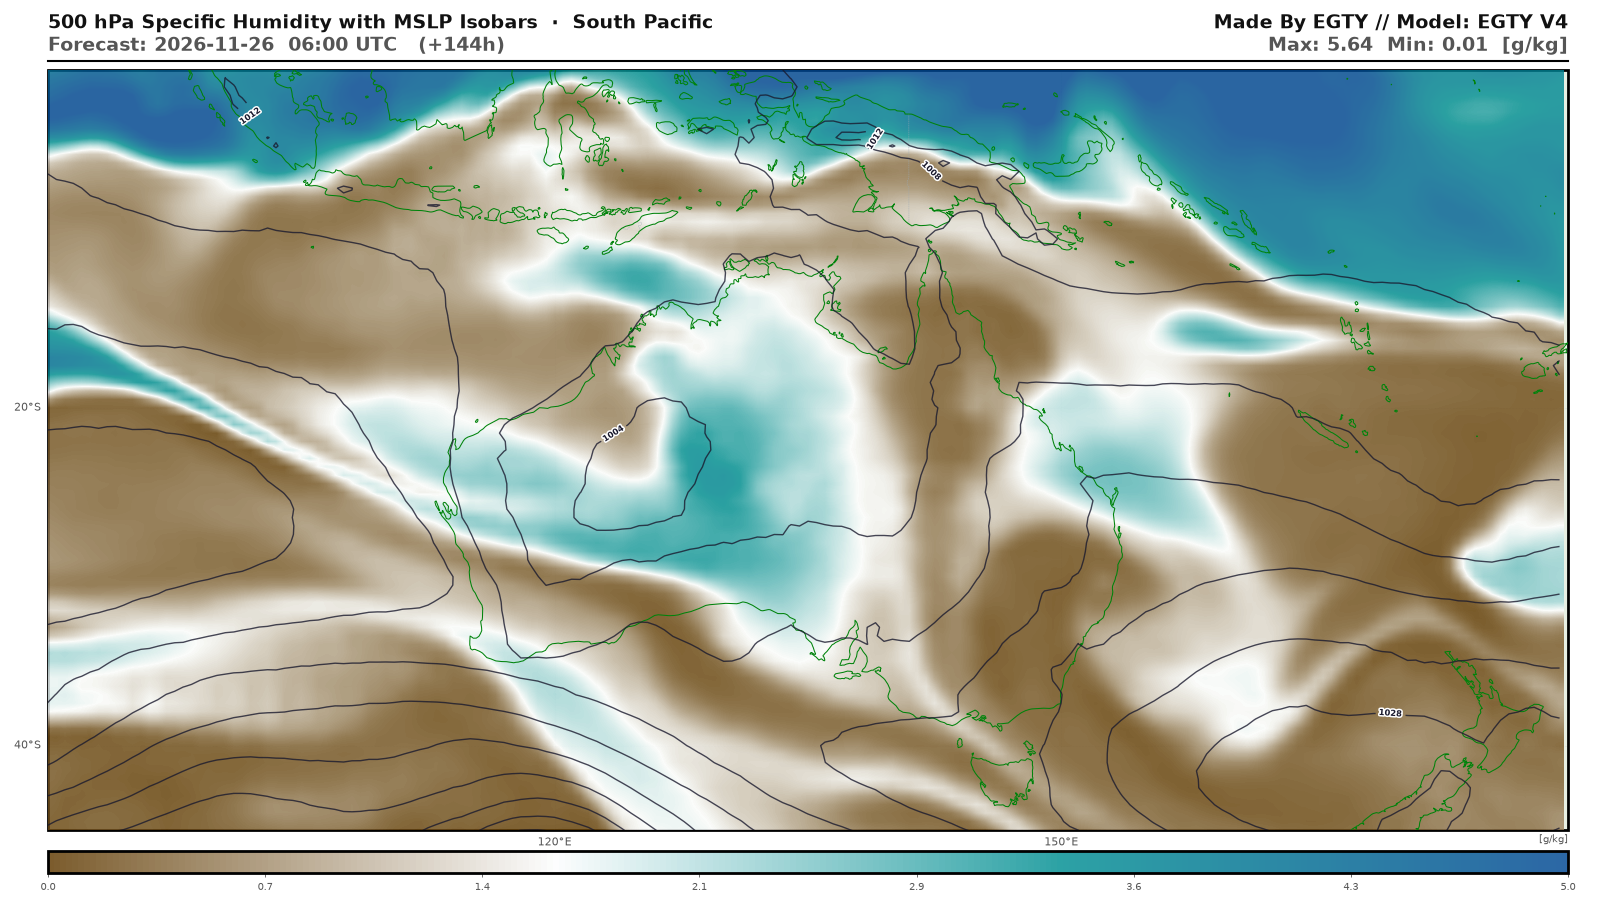 500 hPa Specific Humidity with MSLP Isobars · South Pacific
Made By EGTY // Model: EGTY V4
Forecast: 2026-11-26 06:00 UTC (+144h)
Max: 5.64 Min: 0.01 [g/kg]
1012
1012
1008
20°S
1004
1028
40°S
120°E
150°E
[g/kg]
0.0
0.7
1.4
2.1
2.9
3.6
4.3
5.0